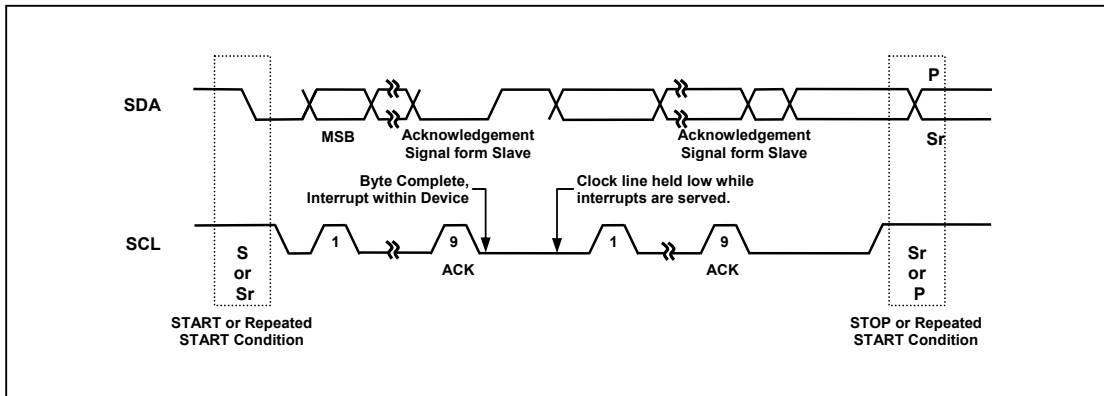 P
SDA
MSB
Acknowledgement
Signal form Slave
Acknowledgement
Signal form Slave
Sr
Byte Complete,
Interrupt within Device
Clock line held low while
interrupts are served.
SCL
1
9
1
9
S
or
Sr
ACK
ACK
Sr
or
P
START or Repeated
START Condition
STOP or Repeated
START Condition